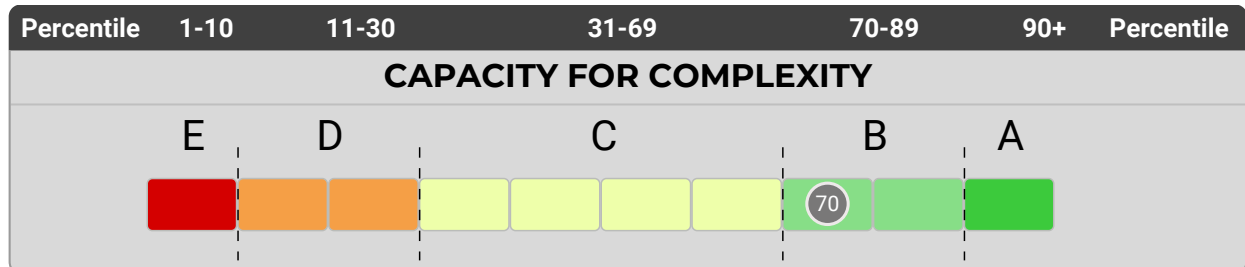 Percentile 1-10 11-30 31-69 70-89 90+ Percentile
CAPACITY FOR COMPLEXITY
E D C B A
70